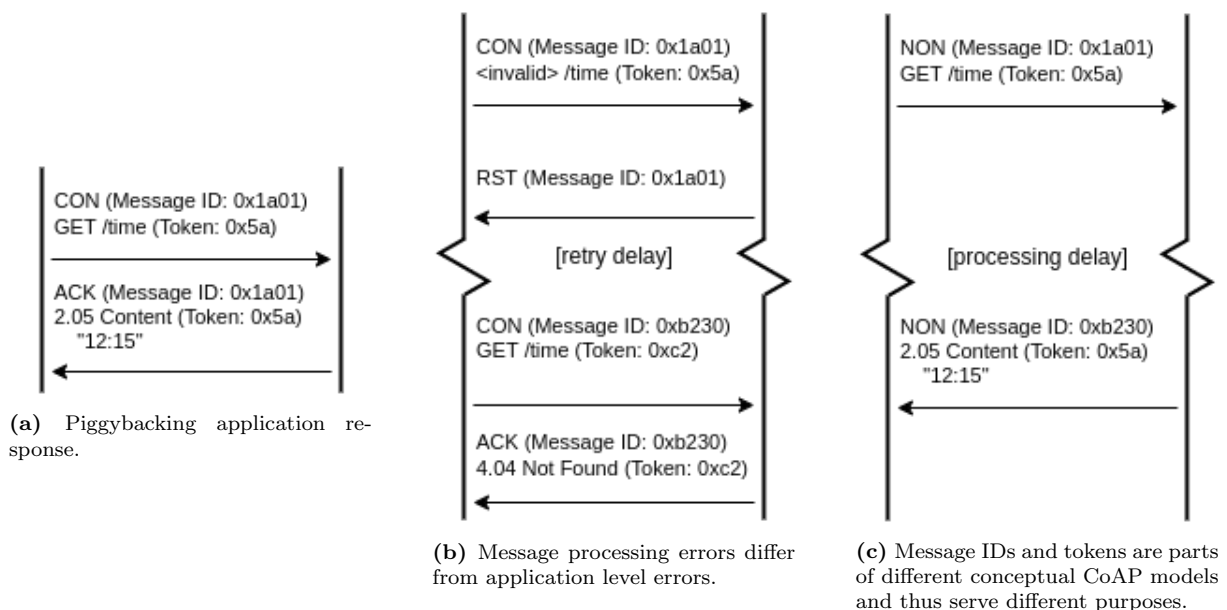 CON (Message ID: 0x1a01)
GET /time (Token: 0x5a)
ACK (Message ID: 0x1a01)
2.05 Content (Token: 0x5a)
"12:15"
(a) Piggybacking application re-
sponse.
CON (Message ID: 0x1a01)
<invalid> /time (Token: 0x5a)
RST (Message ID: 0x1a01)
[retry delay]
CON (Message ID: 0xb230)
GET /time (Token: 0xc2)
ACK (Message ID: 0xb230)
4.04 Not Found (Token: 0xc2)
(b) Message processing errors differ
from application level errors.
NON (Message ID: 0x1a01)
GET /time (Token: 0x5a)
[processing delay]
NON (Message ID: 0xb230)
2.05 Content (Token: 0x5a)
"12:15"
(c) Message IDs and tokens are parts
of different conceptual CoAP models
and thus serve different purposes.